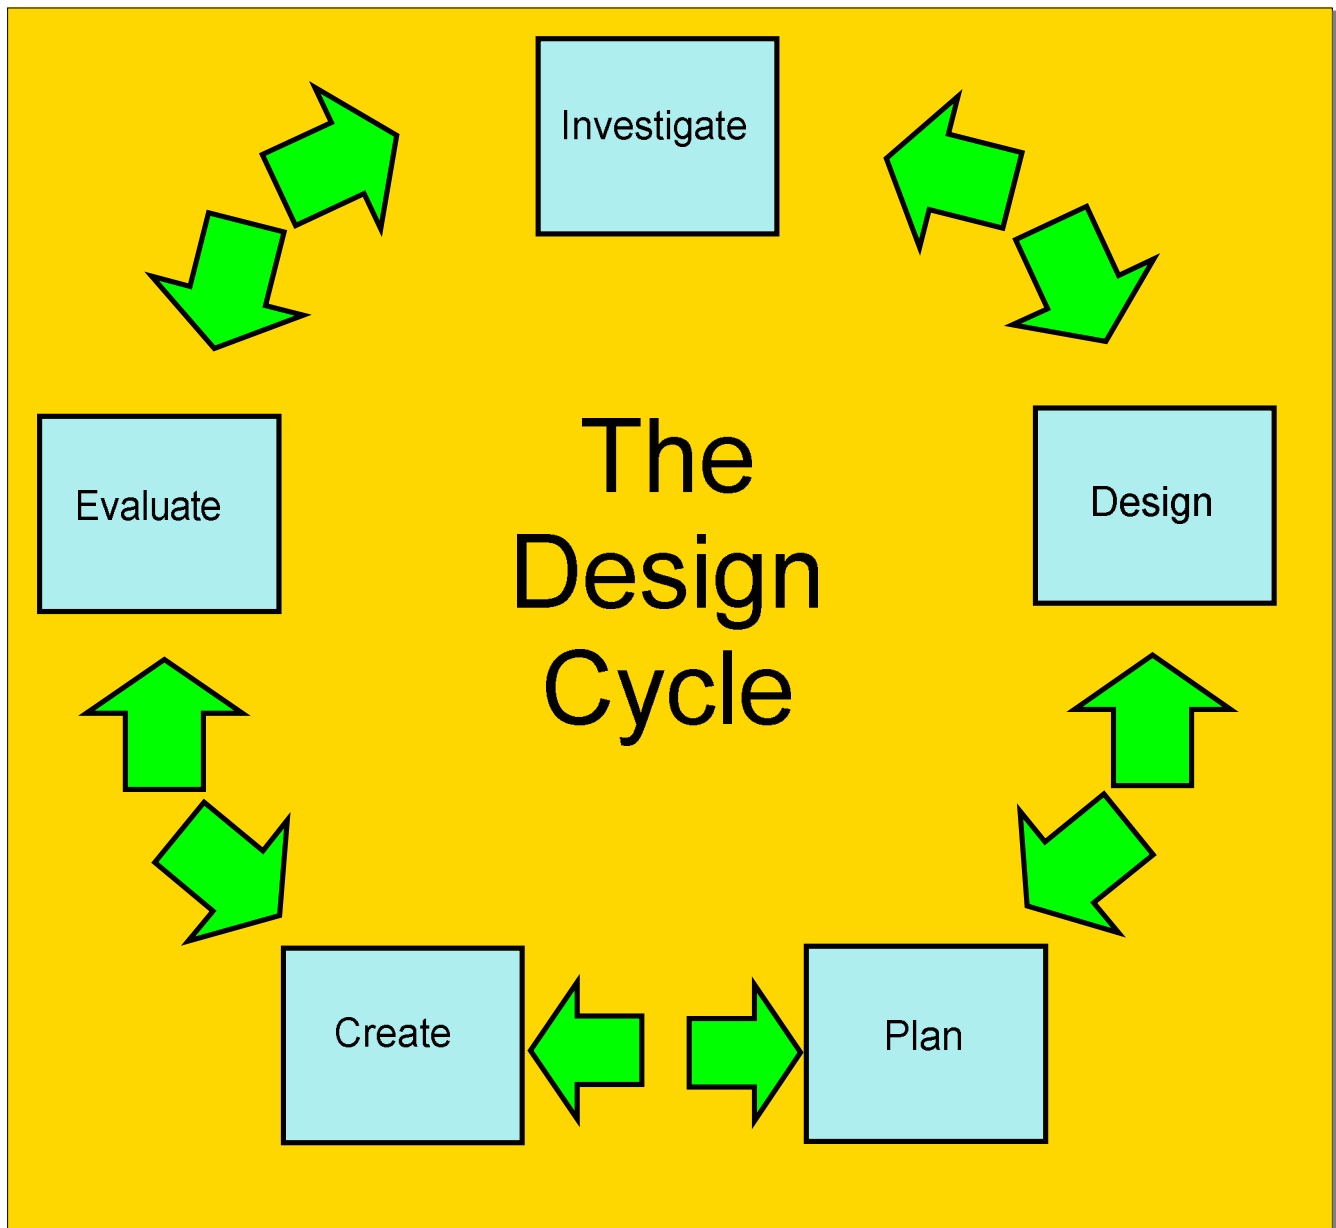 Investigate
Evaluate
The
Design
Cycle
Design
Create
Plan